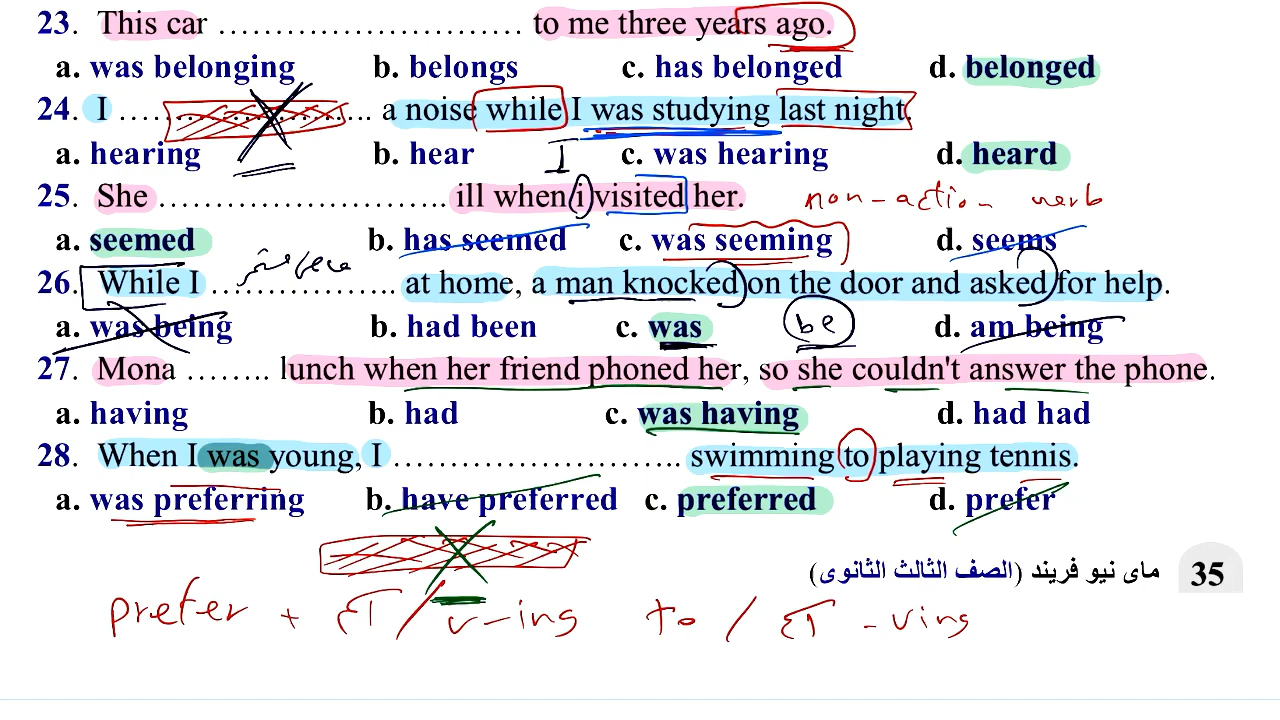 23. This car ………………………… to me three years ago.
a. was belonging b. belongs c. has belonged d. belonged
24. I …………………….. a noise while I was studying last night.
a. hearing b. hear c. was hearing d. heard
25. She ……………………….. ill when i visited her. non-action verb
a. seemed b. has seemed c. was seeming d. seems
26. While I …………….. at home, a man knocked on the door and asked for help.
a. was being b. had been c. was be d. am being
27. Mona …….. lunch when her friend phoned her, so she couldn't answer the phone.
a. having b. had c. was having d. had had
28. When I was young, I ……………………….. swimming to playing tennis.
a. was preferring b. have preferred c. preferred d. prefer
35 ماى نيو فريند (الصف الثالث الثانوى)
prefer + / v-ing to / - ving